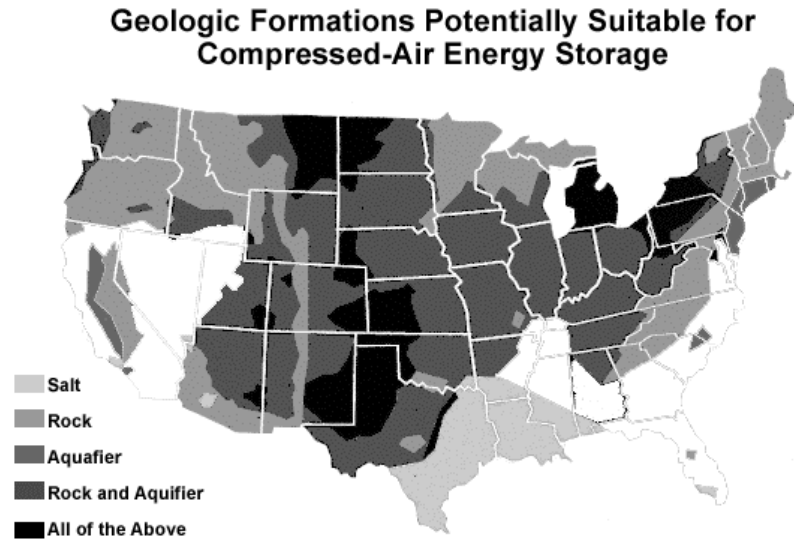 Geologic Formations Potentially Suitable for
Compressed-Air Energy Storage
Salt
Rock
Aquafier
Rock and Aquifier
All of the Above